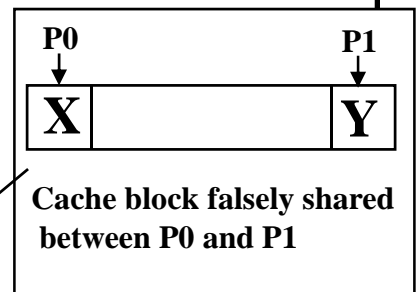 P0 P1
X Y
Cache block falsely shared
between P0 and P1